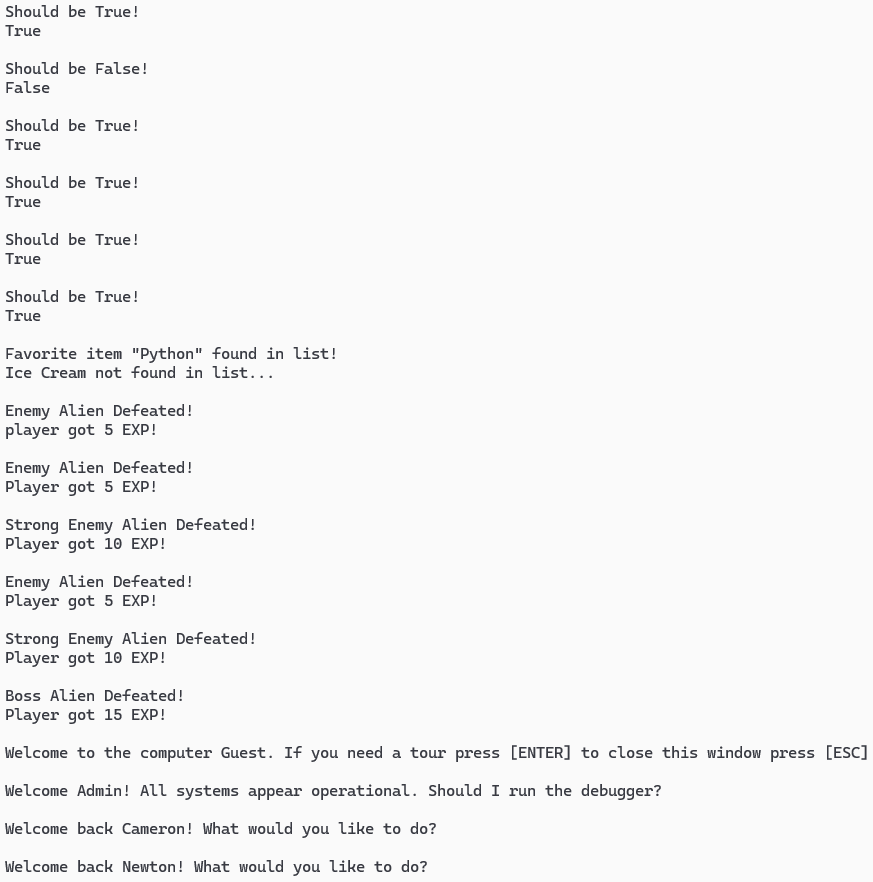 Should be True!
True
Should be False!
False
Should be True!
True
Should be True!
True
Should be True!
True
Should be True!
True
Favorite item "Python" found in list!
Ice Cream not found in list...
Enemy Alien Defeated!
player got 5 EXP!
Enemy Alien Defeated!
Player got 5 EXP!
Strong Enemy Alien Defeated!
Player got 10 EXP!
Enemy Alien Defeated!
Player got 5 EXP!
Strong Enemy Alien Defeated!
Player got 10 EXP!
Boss Alien Defeated!
Player got 15 EXP!
Welcome to the computer Guest. If you need a tour press [ENTER] to close this window press [ESC]
Welcome Admin! All systems appear operational. Should I run the debugger?
Welcome back Cameron! What would you like to do?
Welcome back Newton! What would you like to do?